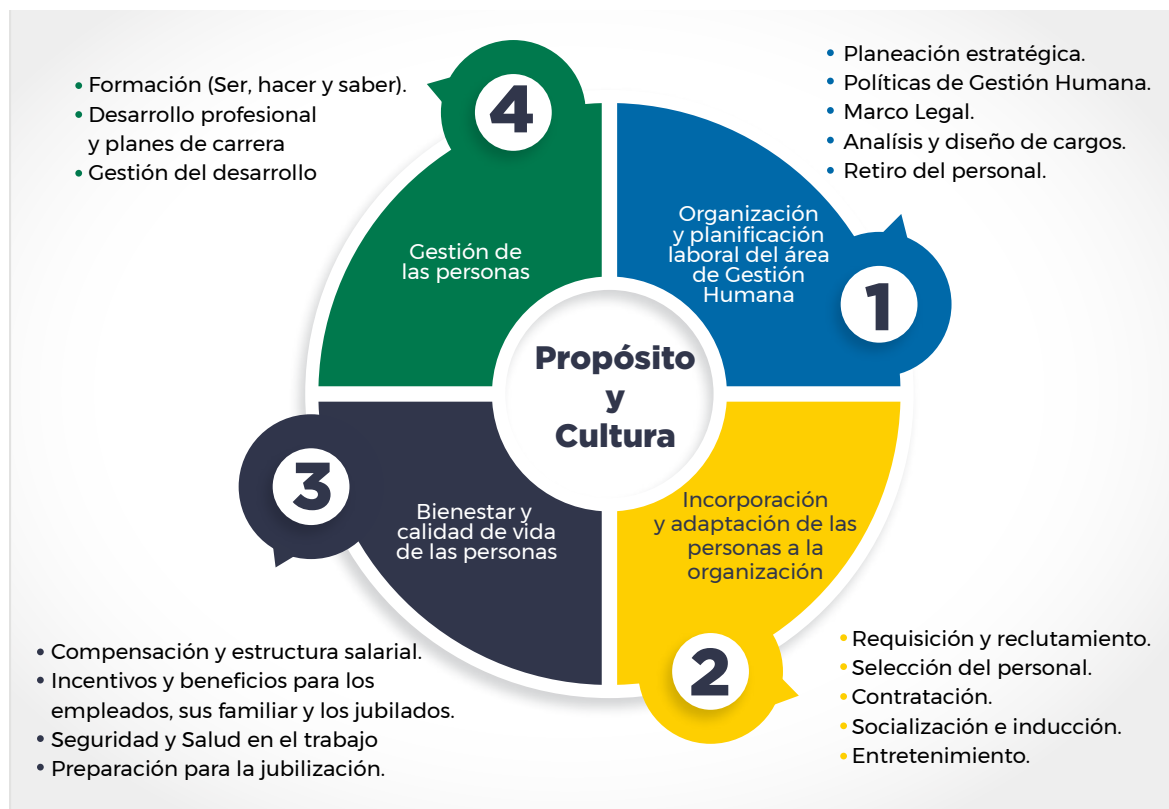 • Formación (Ser, hacer y saber).
• Desarrollo profesional
y planes de carrera
• Gestión del desarrollo
4
Gestión de
las personas
• Planeación estratégica.
• Políticas de Gestión Humana.
• Marco Legal.
• Analísis y diseño de cargos.
• Retiro del personal.
Organización
y planificación
laboral del área
de Gestión
Humana
1
Propósito
y
Cultura
3
Bienestar y
calidad de vida
de las personas
Incorporación
y adaptación de las
personas a la
organización
2
• Compensación y estructura salarial.
• Incentivos y beneficios para los
empleados, sus familiar y los jubilados.
• Seguridad y Salud en el trabajo
• Preparación para la jubilización.
• Requisición y reclutamiento.
• Selección del personal.
• Contratación.
• Socialización e inducción.
• Entretenimiento.